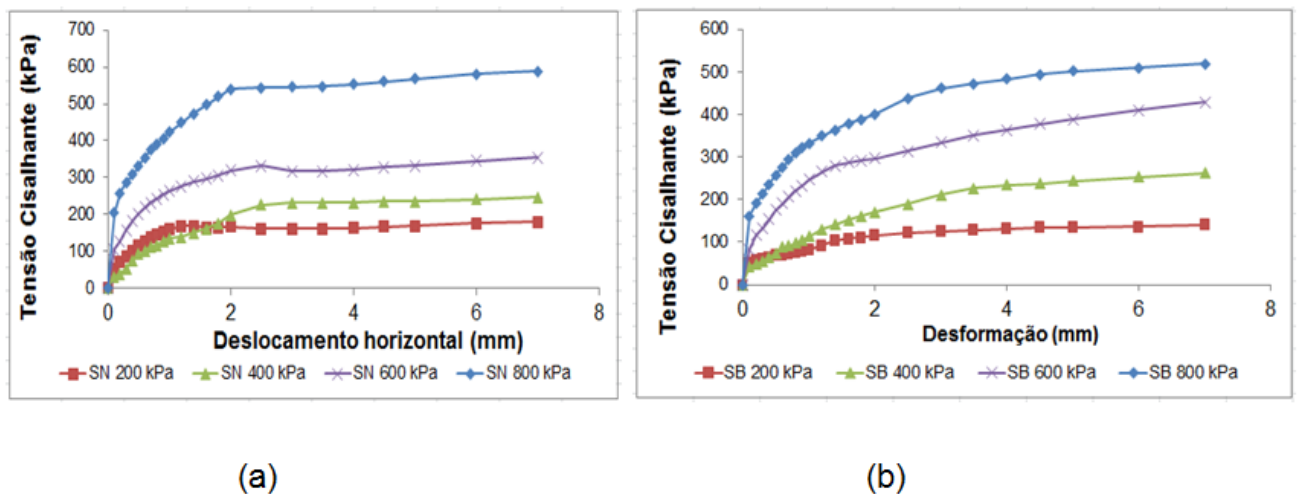 Tensão Cisalhante (kPa)
700
600
500
400
300
200
100
0
0 2 4 6 8
Deslocamento horizontal (mm)
SN 200 kPa SN 400 kPa SN 600 kPa SN 800 kPa
(a)
Tensão Cisalhante (kPa)
600
500
400
300
200
100
0
0 2 4 6 8
Desformação (mm)
SB 200 kPa SB 400 kPa SB 600 kPa SB 800 kPa
(b)